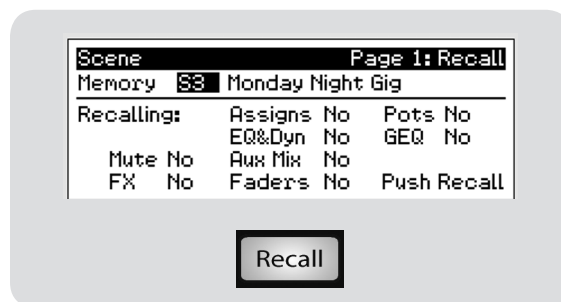 Scene Page 1: Recall
Memory S3 Monday Night Gig
Recalling: Assigns No Pots No
EQ&Dyn No GEQ No
Mute No Aux Mix No
FX No Faders No Push Recall
Recall